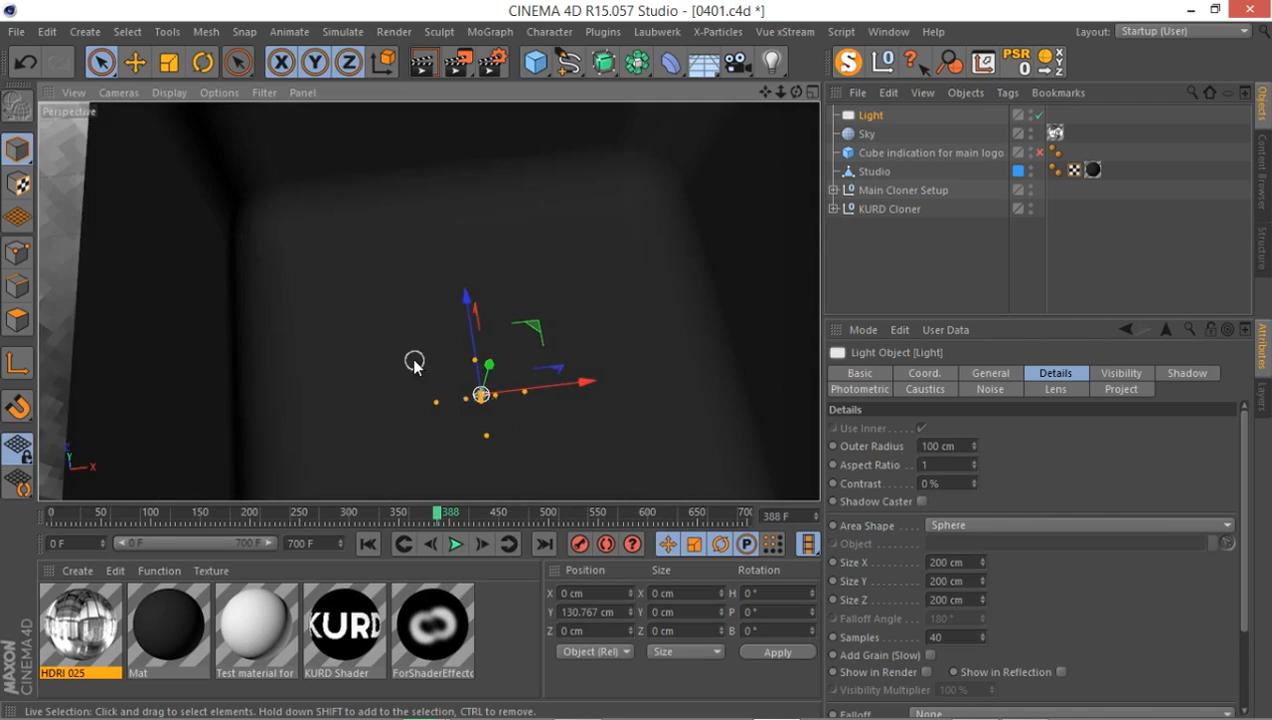 CINEMA 4D R15.057 Studio - [0401.c4d *]
File Edit Create Select Tools Mesh Snap Animate Simulate Render Sculpt MoGraph Character Plugins Laubwerk X-Particles Vue xStream Script Window Help Layout: Startup (User)
X Y Z PSR 0
View Cameras Display Options Filter Panel
File Edit View Objects Tags Bookmarks
Perspective
Light
Sky
Cube indication for main logo
Studio
Main Cloner Setup
KURD Cloner
Objects
Content Browser
Structure
Mode Edit User Data
Light Object [Light]
Basic Coord. General Details Visibility Shadow
Photometric Caustics Noise Lens Project
Attributes
Layers
Details
Use Inner
Outer Radius 100 cm
Aspect Ratio 1
Contrast 0 %
Shadow Caster
Area Shape Sphere
Object
Size X 200 cm
Size Y 200 cm
Size Z 200 cm
Falloff Angle 180 °
Samples 40
Add Grain (Slow)
Show in Render Show in Reflection
Visibility Multiplier 100 %
Falloff None
Y X
0 50 100 150 200 250 300 350 388 450 500 550 600 650 700 388 F
0 F 0 F 700 F 700 F
P
Create Edit Function Texture
HDRI 025
Mat
Test material for
KURD
KURD Shader
ForShaderEffecto
Position Size Rotation
X 0 cm X 0 cm H 0 °
Y 130.767 cm Y 0 cm P 0 °
Z 0 cm Z 0 cm B 0 °
Object (Rel) Size Apply
MAXON CINEMA 4D
Live Selection: Click and drag to select elements. Hold down SHIFT to add to the selection, CTRL to remove.